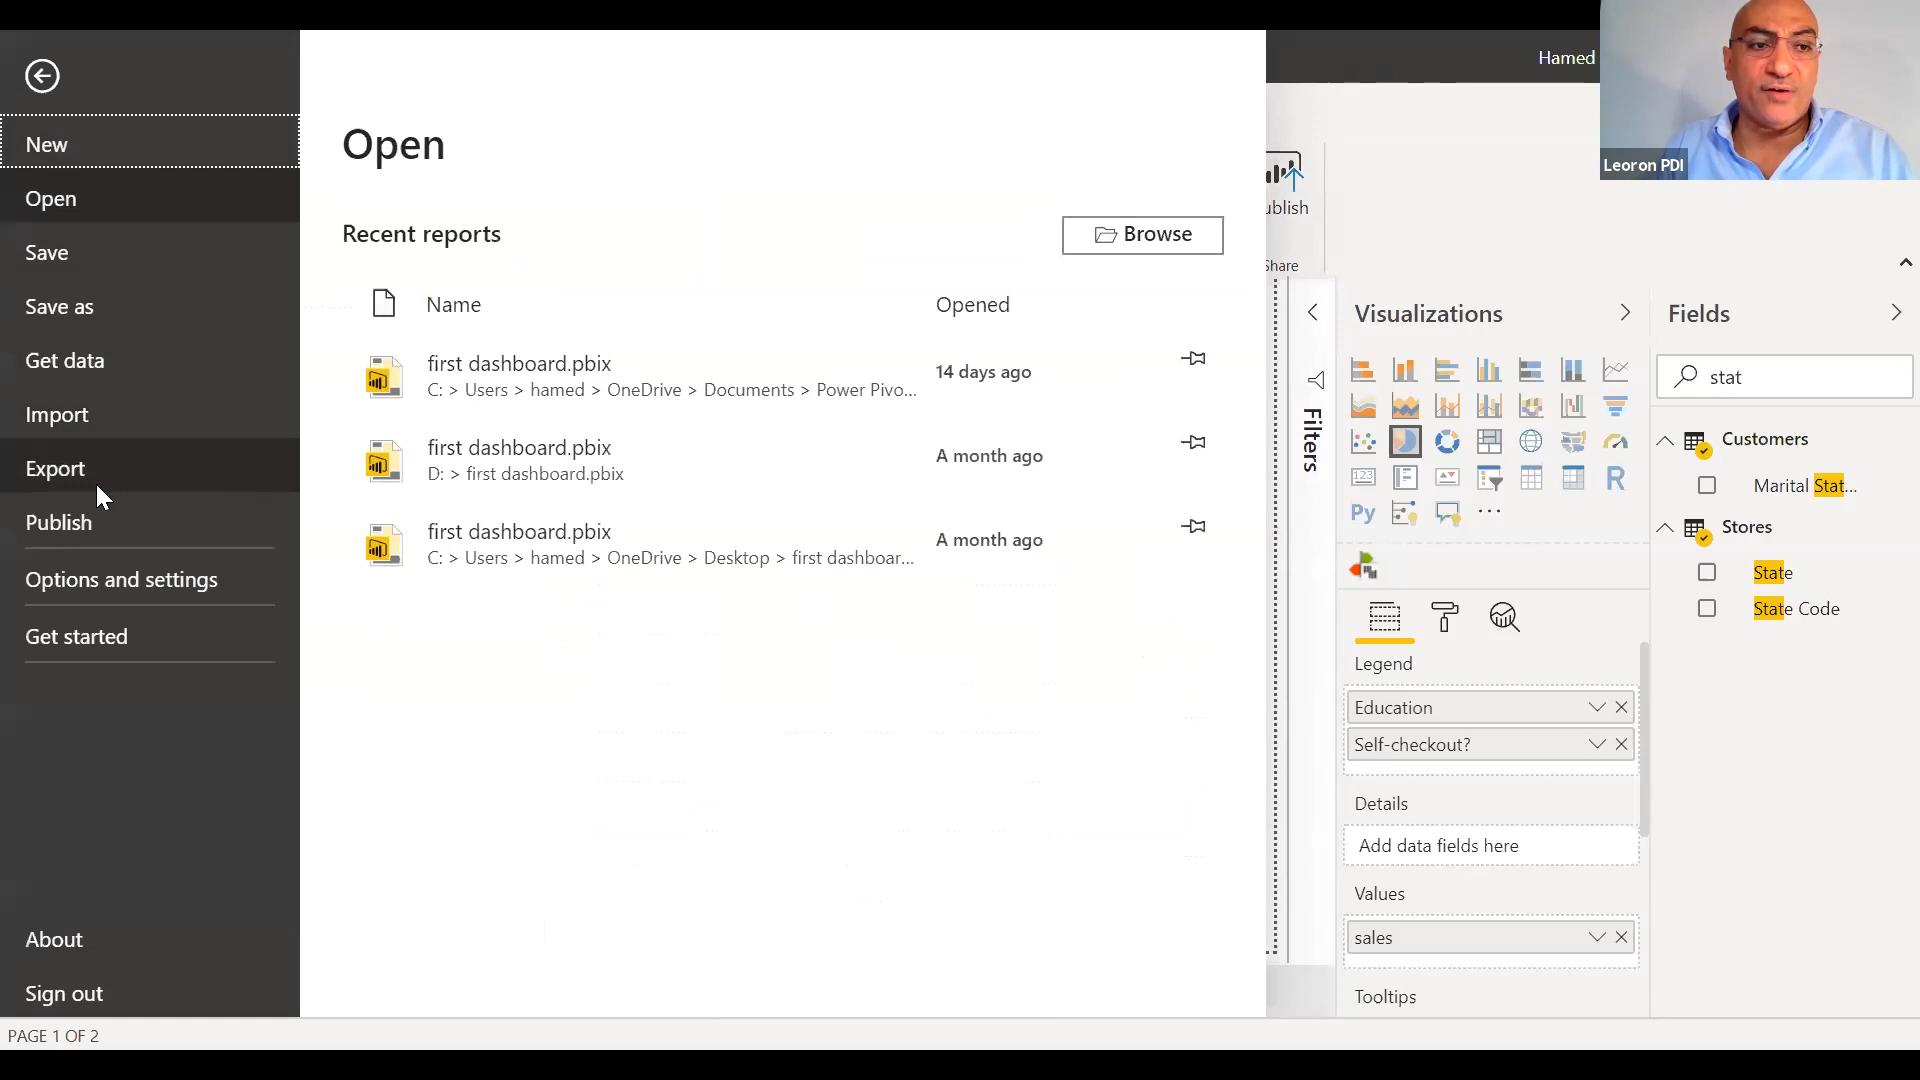 New
Open
Save
Save as
Get data
Import
Export
Publish
Options and settings
Get started
About
Sign out
PAGE 1 OF 2
Open
Recent reports
Browse
Name
Opened
first dashboard.pbix
C: > Users > hamed > OneDrive > Documents > Power Pivo...
14 days ago
first dashboard.pbix
D: > first dashboard.pbix
A month ago
first dashboard.pbix
C: > Users > hamed > OneDrive > Desktop > first dashboar...
A month ago
Hamed
Leoron PDI
ublish
Share
Filters
Visualizations
123
R
Py
...
Legend
Education
Self-checkout?
Details
Add data fields here
Values
sales
Tooltips
Fields
stat
Customers
Marital Stat...
Stores
State
State Code